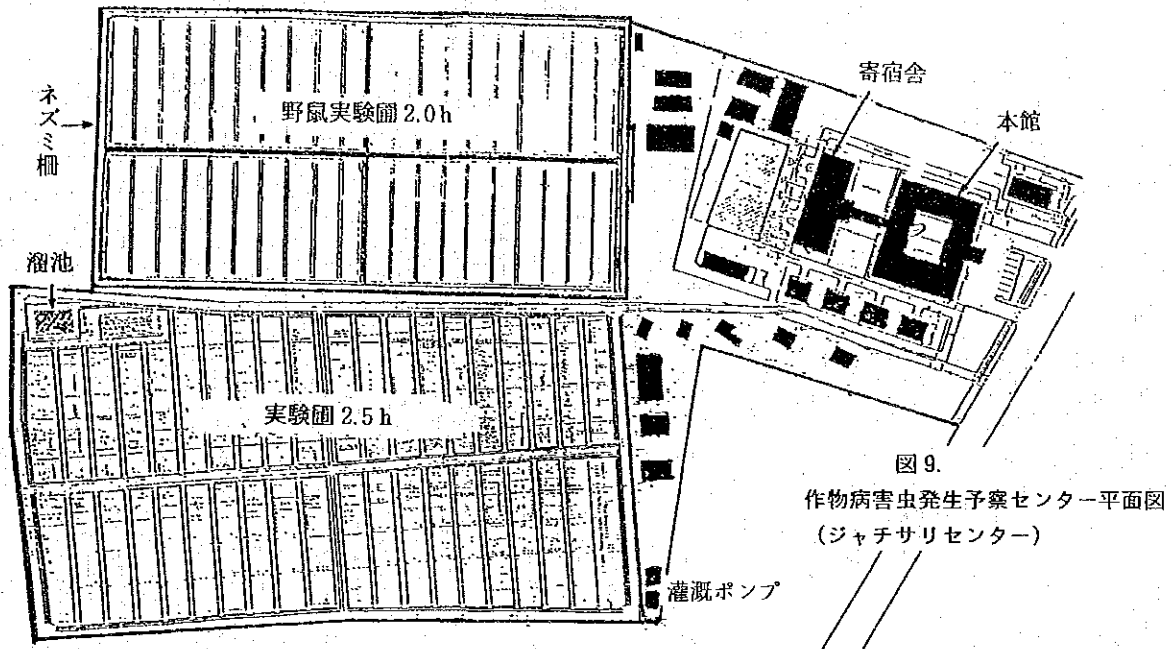 寄宿舎
本館
ネズミ柵
野鼠実験圃 2.0 h
溜池
実験圃 2.5 h
図 9.
作物病害虫発生予察センター平面図
(ジャチサリセンター)
灌漑ポンプ